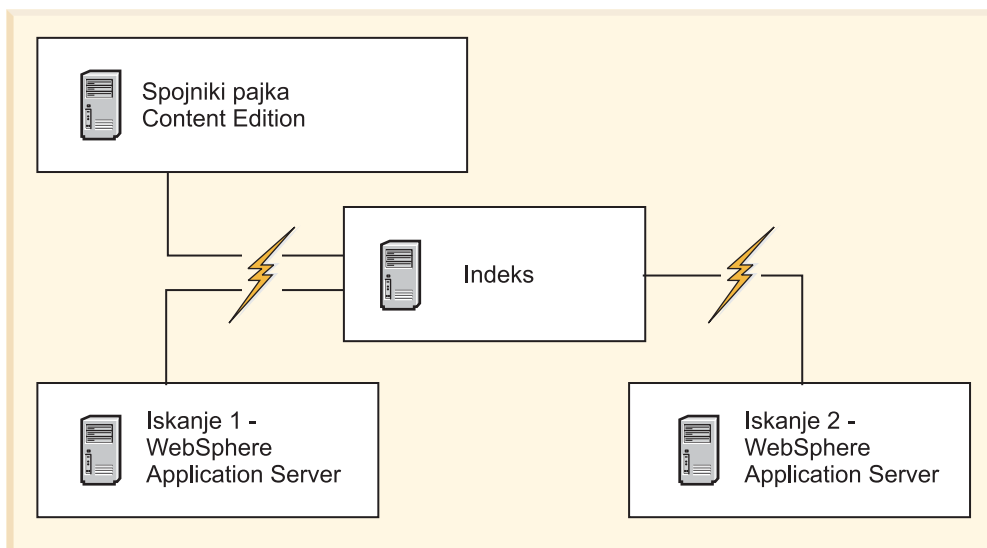 Spojniki pajka
Content Edition
Indeks
Iskanje 1 -
WebSphere
Application Server
Iskanje 2 -
WebSphere
Application Server